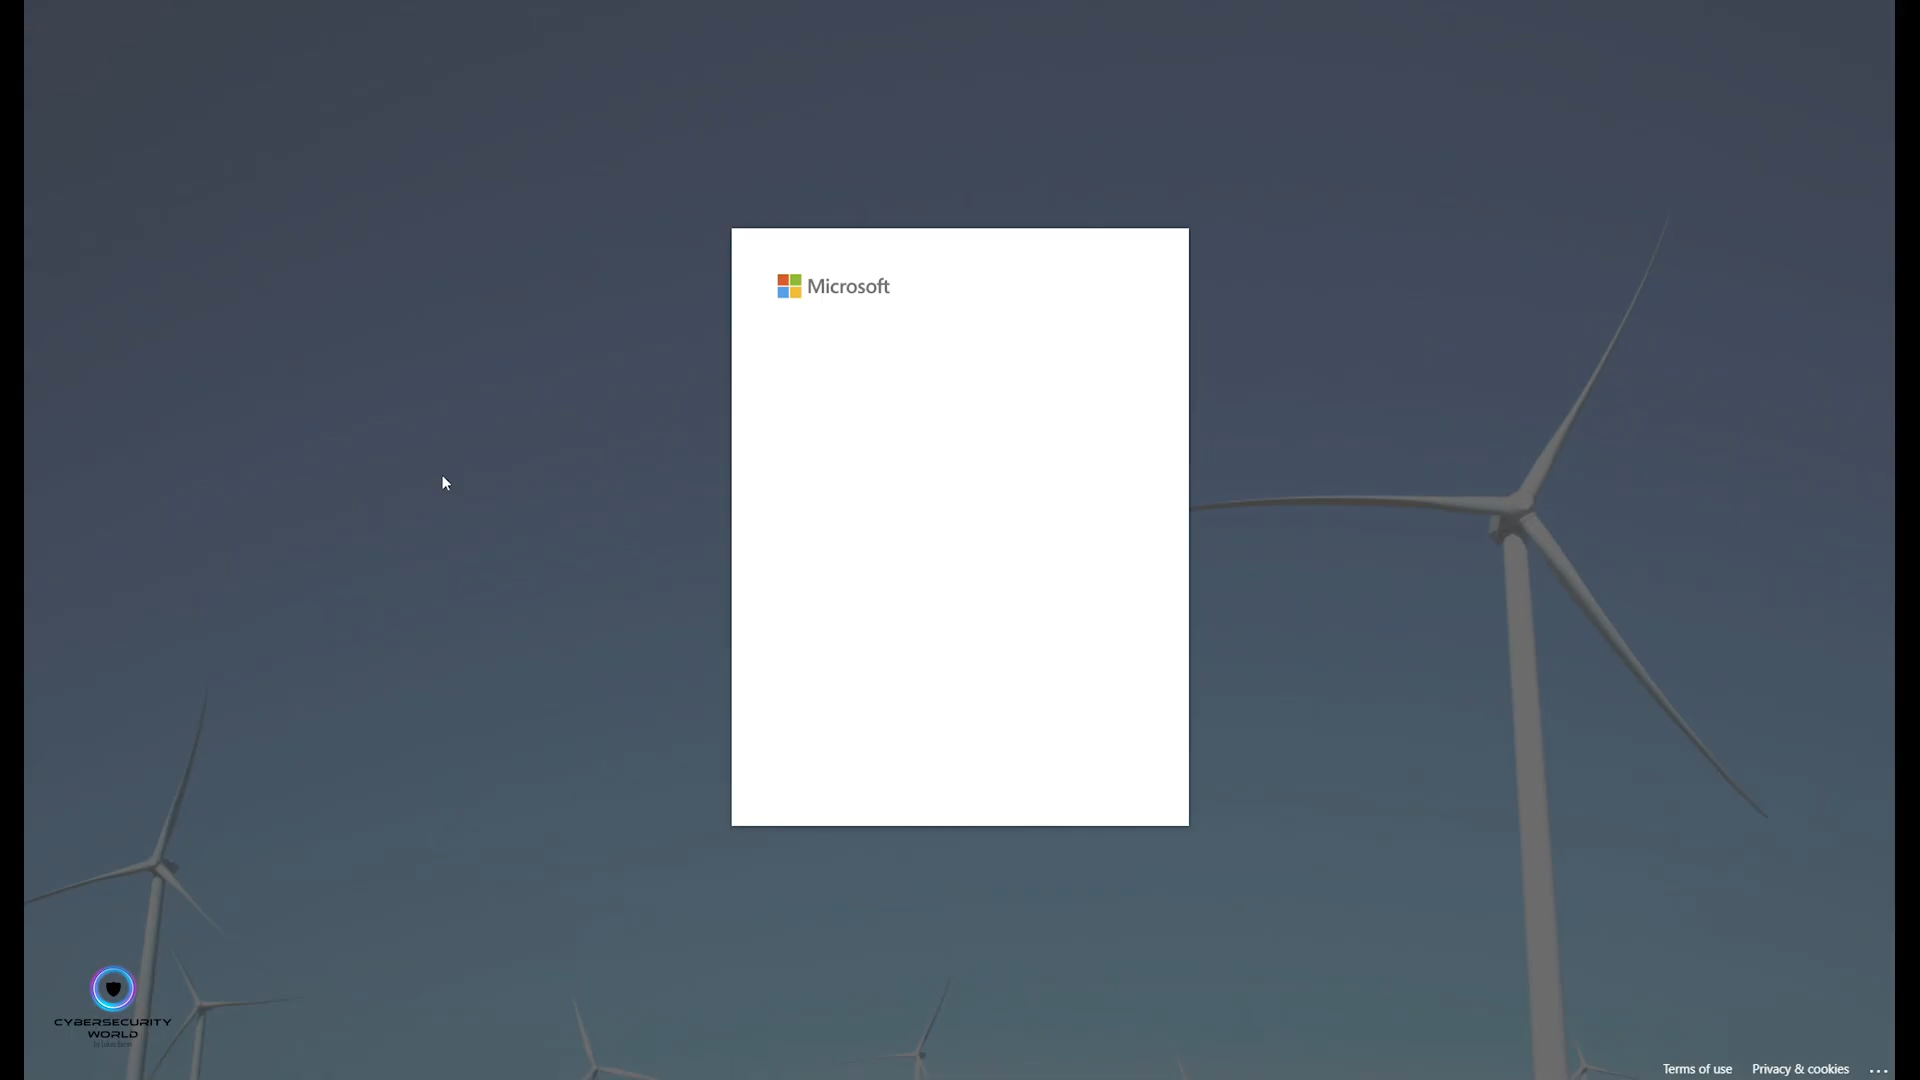 Microsoft
CYBERSECURITY
WORLD
Terms of use Privacy & cookies ...